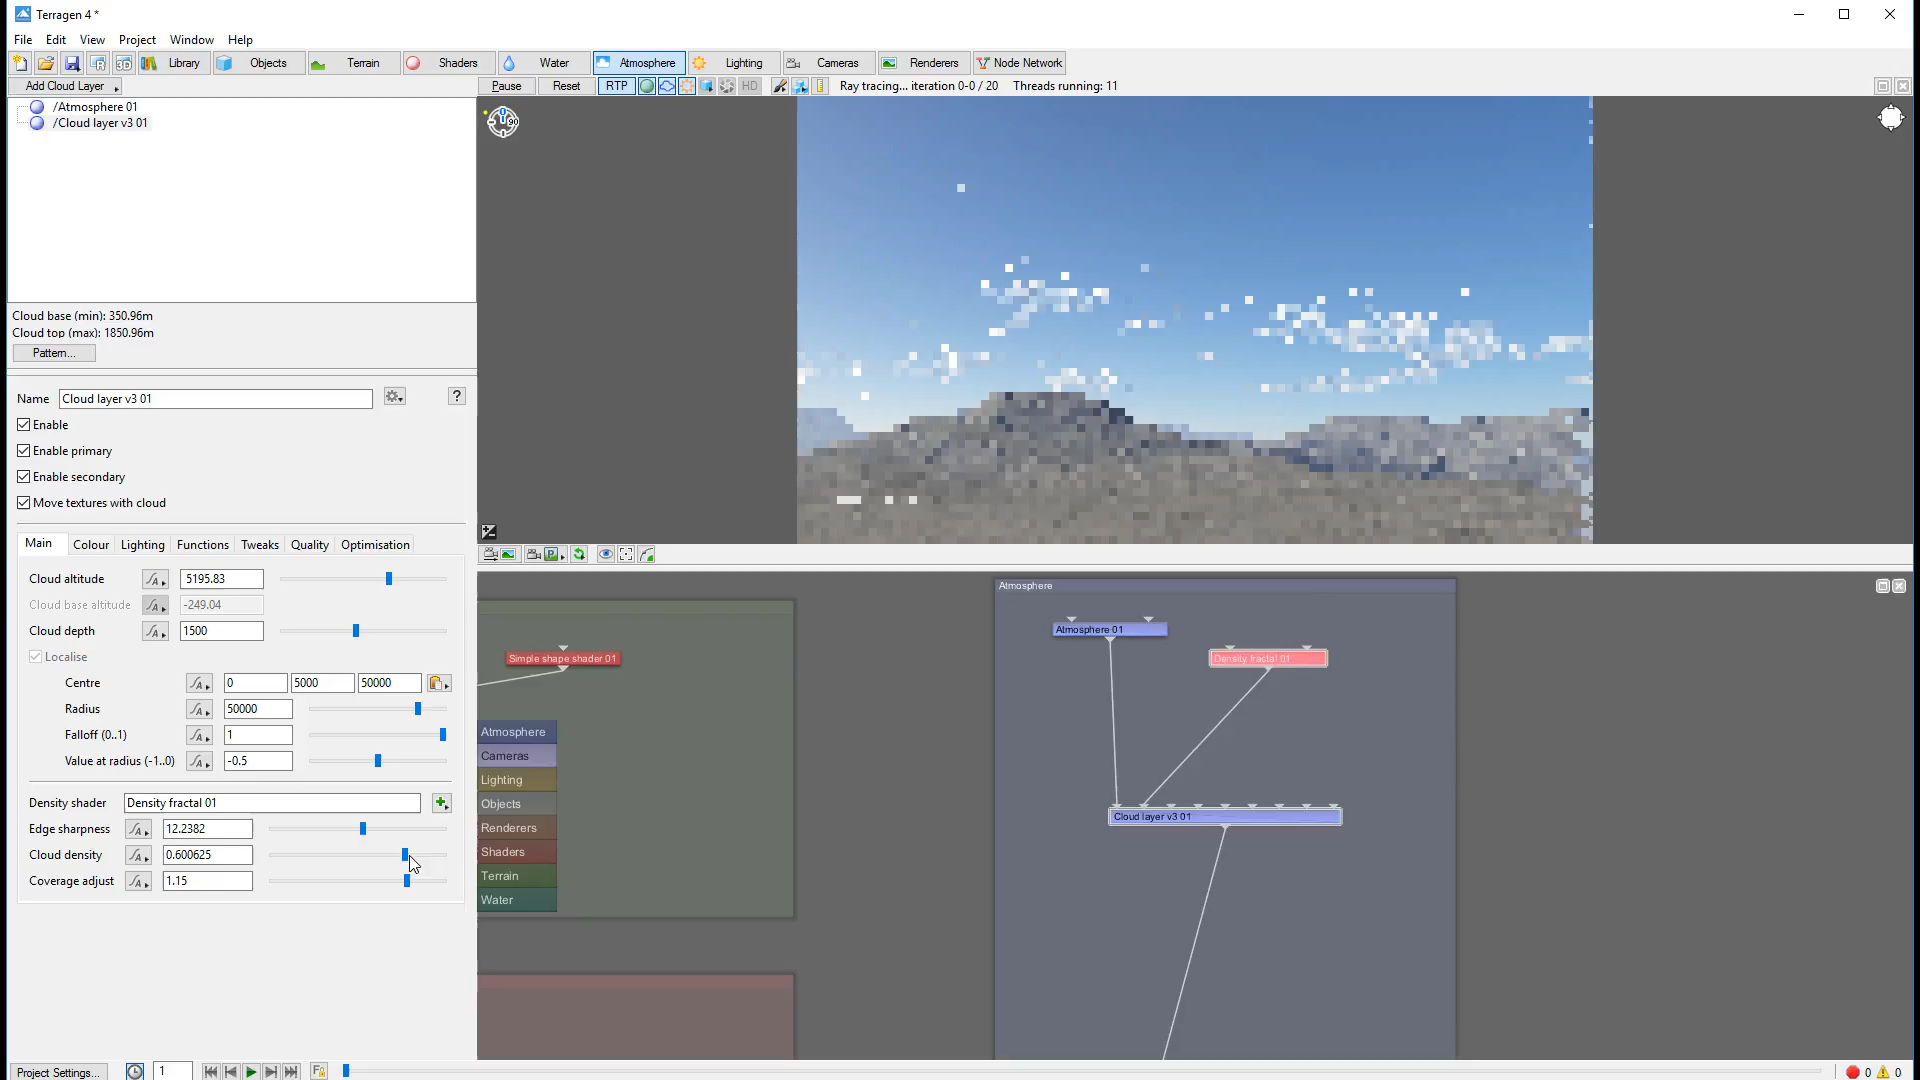 Terragen 4 *
File Edit View Project Window Help
Library Objects Terrain Shaders Water Atmosphere Lighting Cameras Renderers Node Network
Add Cloud Layer Pause Reset RTP HD Ray tracing... iteration 0-0 / 20 Threads running: 11
/Atmosphere 01
/Cloud layer v3 01
90
Cloud base (min): 350.96m
Cloud top (max): 1850.96m
Pattern...
Name Cloud layer v3 01 ?
Enable
Enable primary
Enable secondary
Move textures with cloud
Main Colour Lighting Functions Tweaks Quality Optimisation
Cloud altitude 5195.83
Cloud base altitude -249.04
Cloud depth 1500
Localise
Centre 0 5000 50000
Radius 50000
Falloff (0..1) 1
Value at radius (-1..0) -0.5
Density shader Density fractal 01
Edge sharpness 12.2382
Cloud density 0.600625
Coverage adjust 1.15
Simple shape shader 01
Atmosphere
Cameras
Lighting
Objects
Renderers
Shaders
Terrain
Water
Atmosphere
Atmosphere 01
Density fractal 01
Cloud layer v3 01
Project Settings... 1 0 0